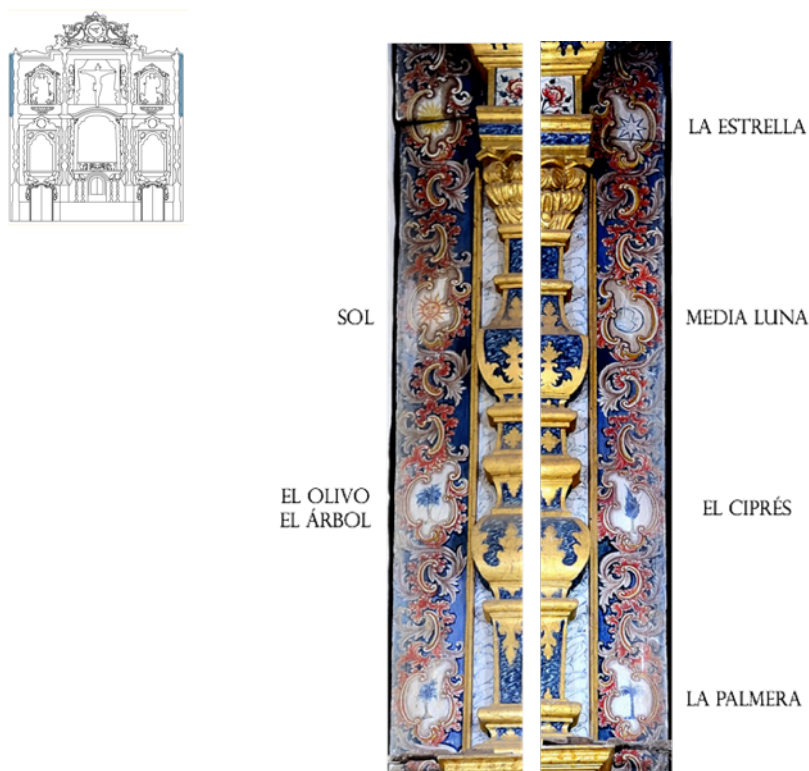 LA ESTRELLA
SOL
MEDIA LUNA
EL OLIVO
EL ÁRBOL
EL CIPRÉS
LA PALMERA